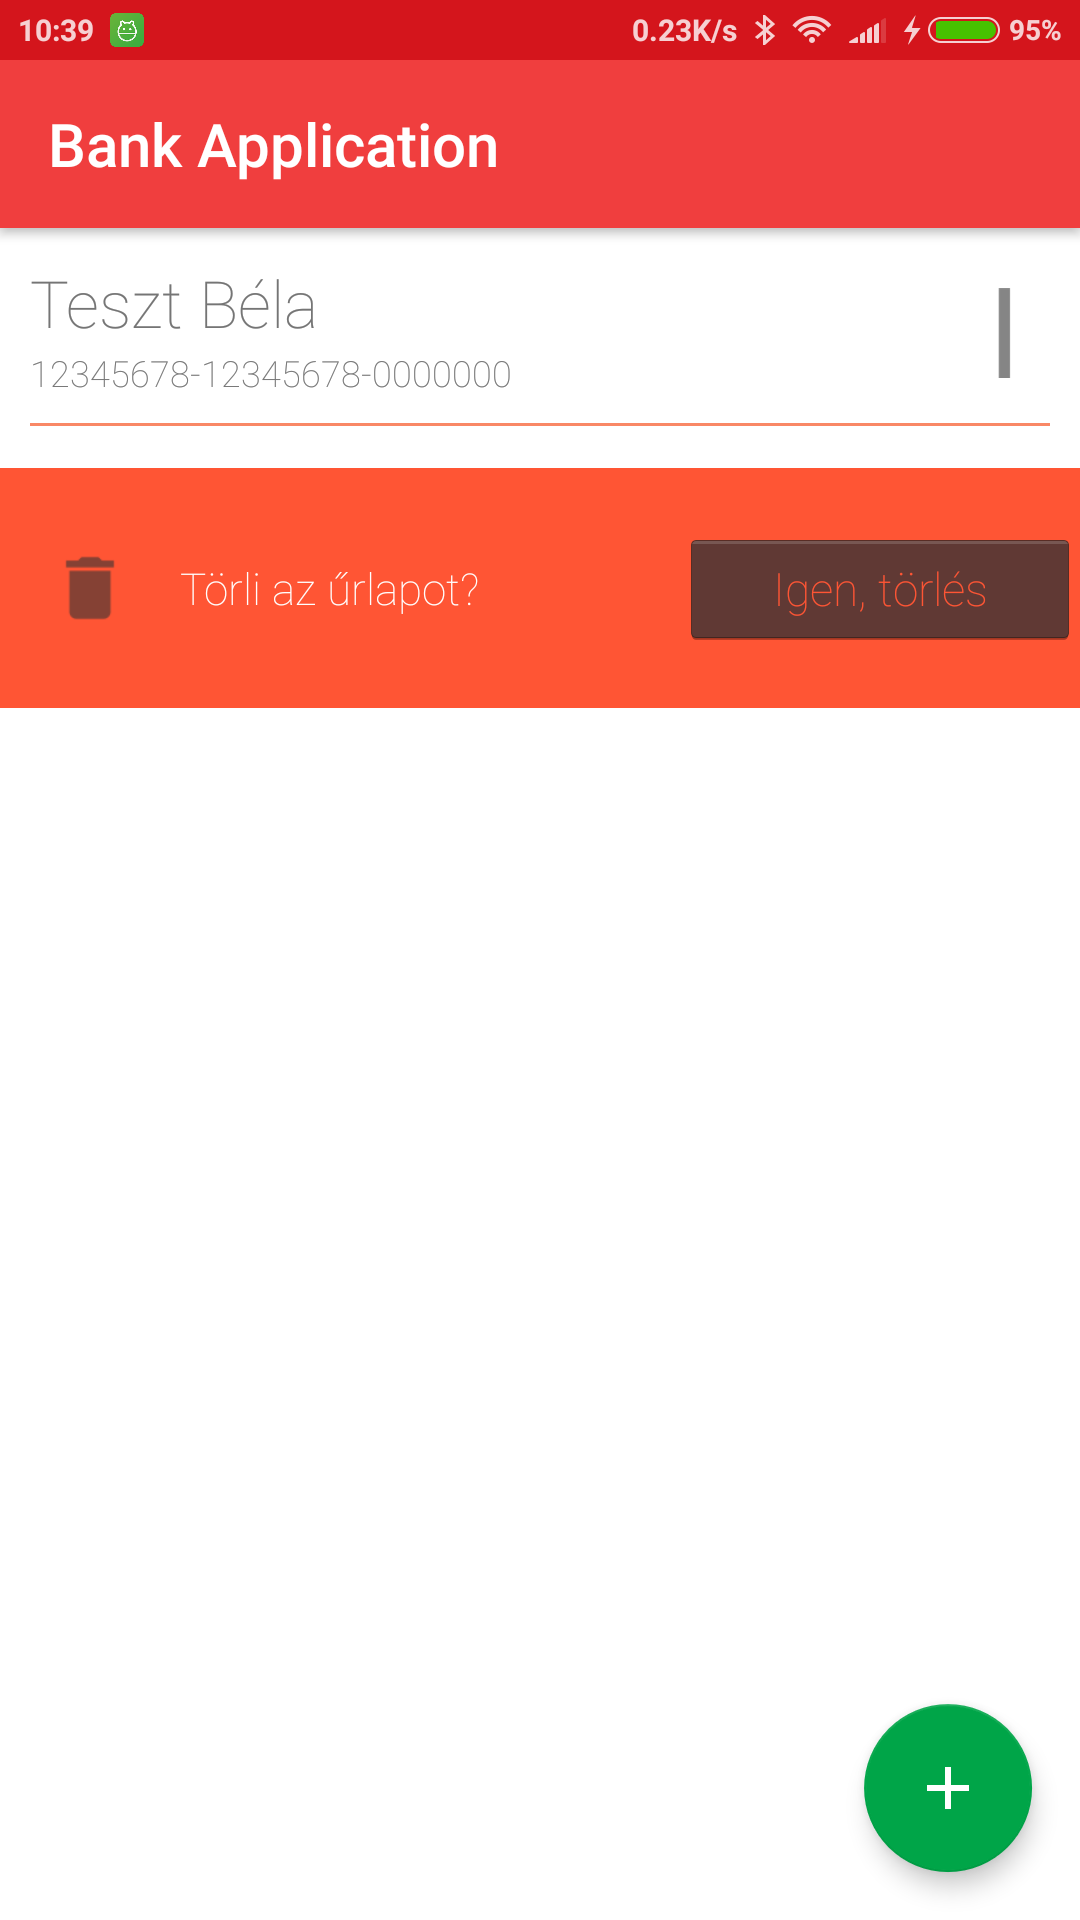 10:39 0.23K/s 95%
Bank Application
Teszt Béla
12345678-12345678-0000000
Törli az űrlapot? Igen, törlés